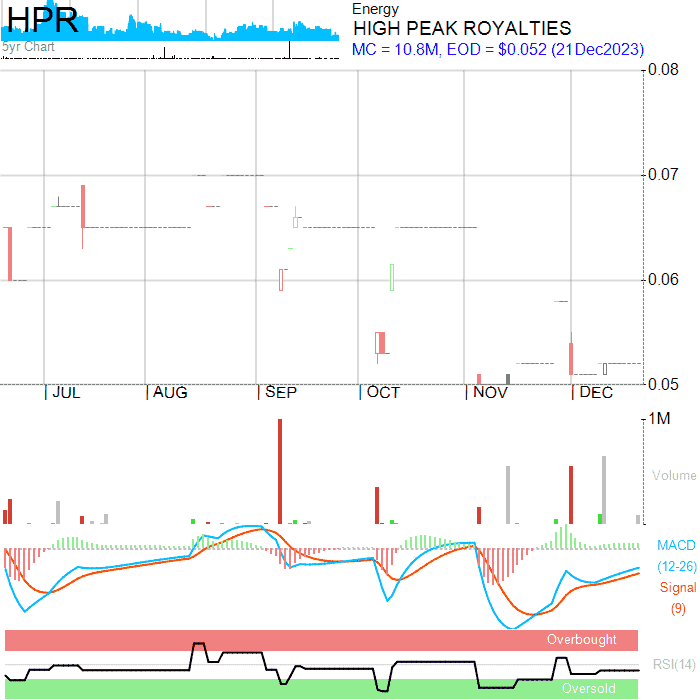 HPR
5yr Chart
Energy
HIGH PEAK ROYALTIES
MC = 10.8M, EOD = $0.052 (21Dec2023)
0.08
0.07
0.06
0.05
JUL AUG SEP OCT NOV DEC
1M
Volume
MACD
(12-26)
Signal
(9)
Overbought
RSI(14)
Oversold